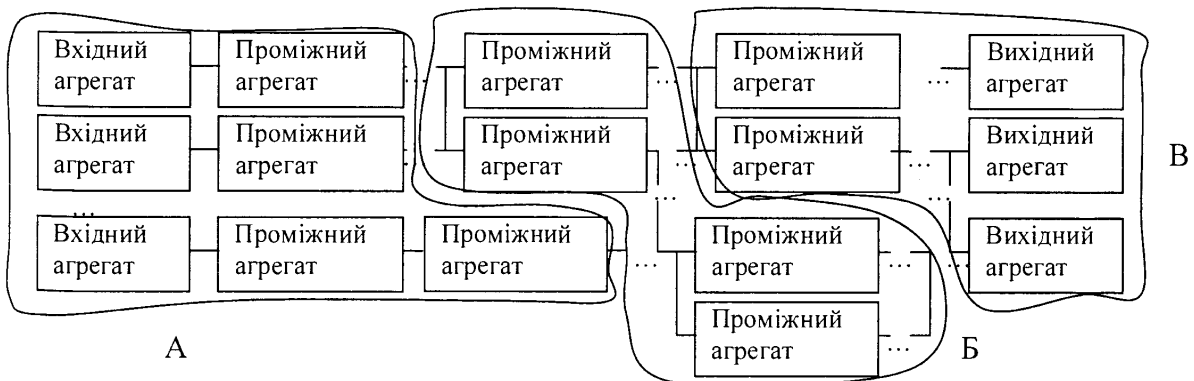 Вхідний
агрегат
Проміжний
агрегат
...
Проміжний
агрегат
...
Проміжний
агрегат
...
Вихідний
агрегат
Вхідний
агрегат
Проміжний
агрегат
...
Проміжний
агрегат
...
Проміжний
агрегат
...
Вихідний
агрегат
В
...
...
...
Вхідний
агрегат
Проміжний
агрегат
Проміжний
агрегат
...
Проміжний
агрегат
...
...
Вихідний
агрегат
Проміжний
агрегат
...
А
Б